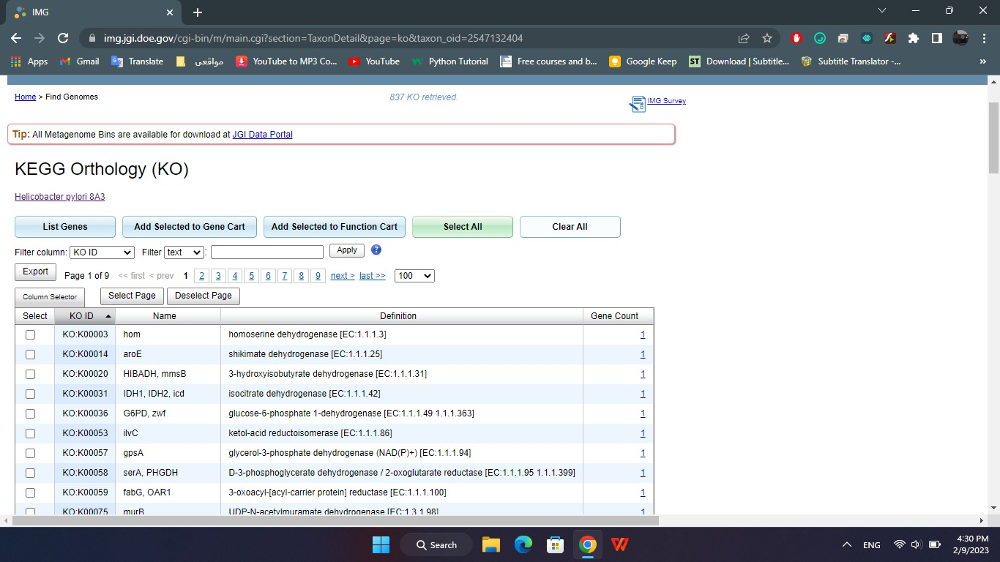 IMG
img.jgi.doe.gov/cgi-bin/m/main.cgi?section=TaxonDetail&page=ko&taxon_oid=2547132404
Apps Gmail Translate مواقعی YouTube to MP3 Co... YouTube Python Tutorial Free courses and b... Google Keep ST Download | Subtitle... Subtitle Translator -... »
Home > Find Genomes 837 KO retrieved. IMG Survey
Tip: All Metagenome Bins are available for download at JGI Data Portal
KEGG Orthology (KO)
Helicobacter pylori 8A3
List Genes Add Selected to Gene Cart Add Selected to Function Cart Select All Clear All
Filter column: KO ID Filter text : Apply ?
Export Page 1 of 9 << first < prev 1 2 3 4 5 6 7 8 9 next > last >> 100
Column Selector Select Page Deselect Page
Select KO ID Name Definition Gene Count
KO:K00003 hom homoserine dehydrogenase [EC:1.1.1.3] 1
KO:K00014 aroE shikimate dehydrogenase [EC:1.1.1.25] 1
KO:K00020 HIBADH, mmsB 3-hydroxyisobutyrate dehydrogenase [EC:1.1.1.31] 1
KO:K00031 IDH1, IDH2, icd isocitrate dehydrogenase [EC:1.1.1.42] 1
KO:K00036 G6PD, zwf glucose-6-phosphate 1-dehydrogenase [EC:1.1.1.49 1.1.1.363] 1
KO:K00053 ilvC ketol-acid reductoisomerase [EC:1.1.1.86] 1
KO:K00057 gpsA glycerol-3-phosphate dehydrogenase (NAD(P)+) [EC:1.1.1.94] 1
KO:K00058 serA, PHGDH D-3-phosphoglycerate dehydrogenase / 2-oxoglutarate reductase [EC:1.1.1.95 1.1.1.399] 1
KO:K00059 fabG, OAR1 3-oxoacyl-[acyl-carrier protein] reductase [EC:1.1.1.100] 1
KO:K00075 murB UDP-N-acetylmuramate dehydrogenase [EC:1.3.1.98] 1
Search ENG 4:30 PM
2/9/2023